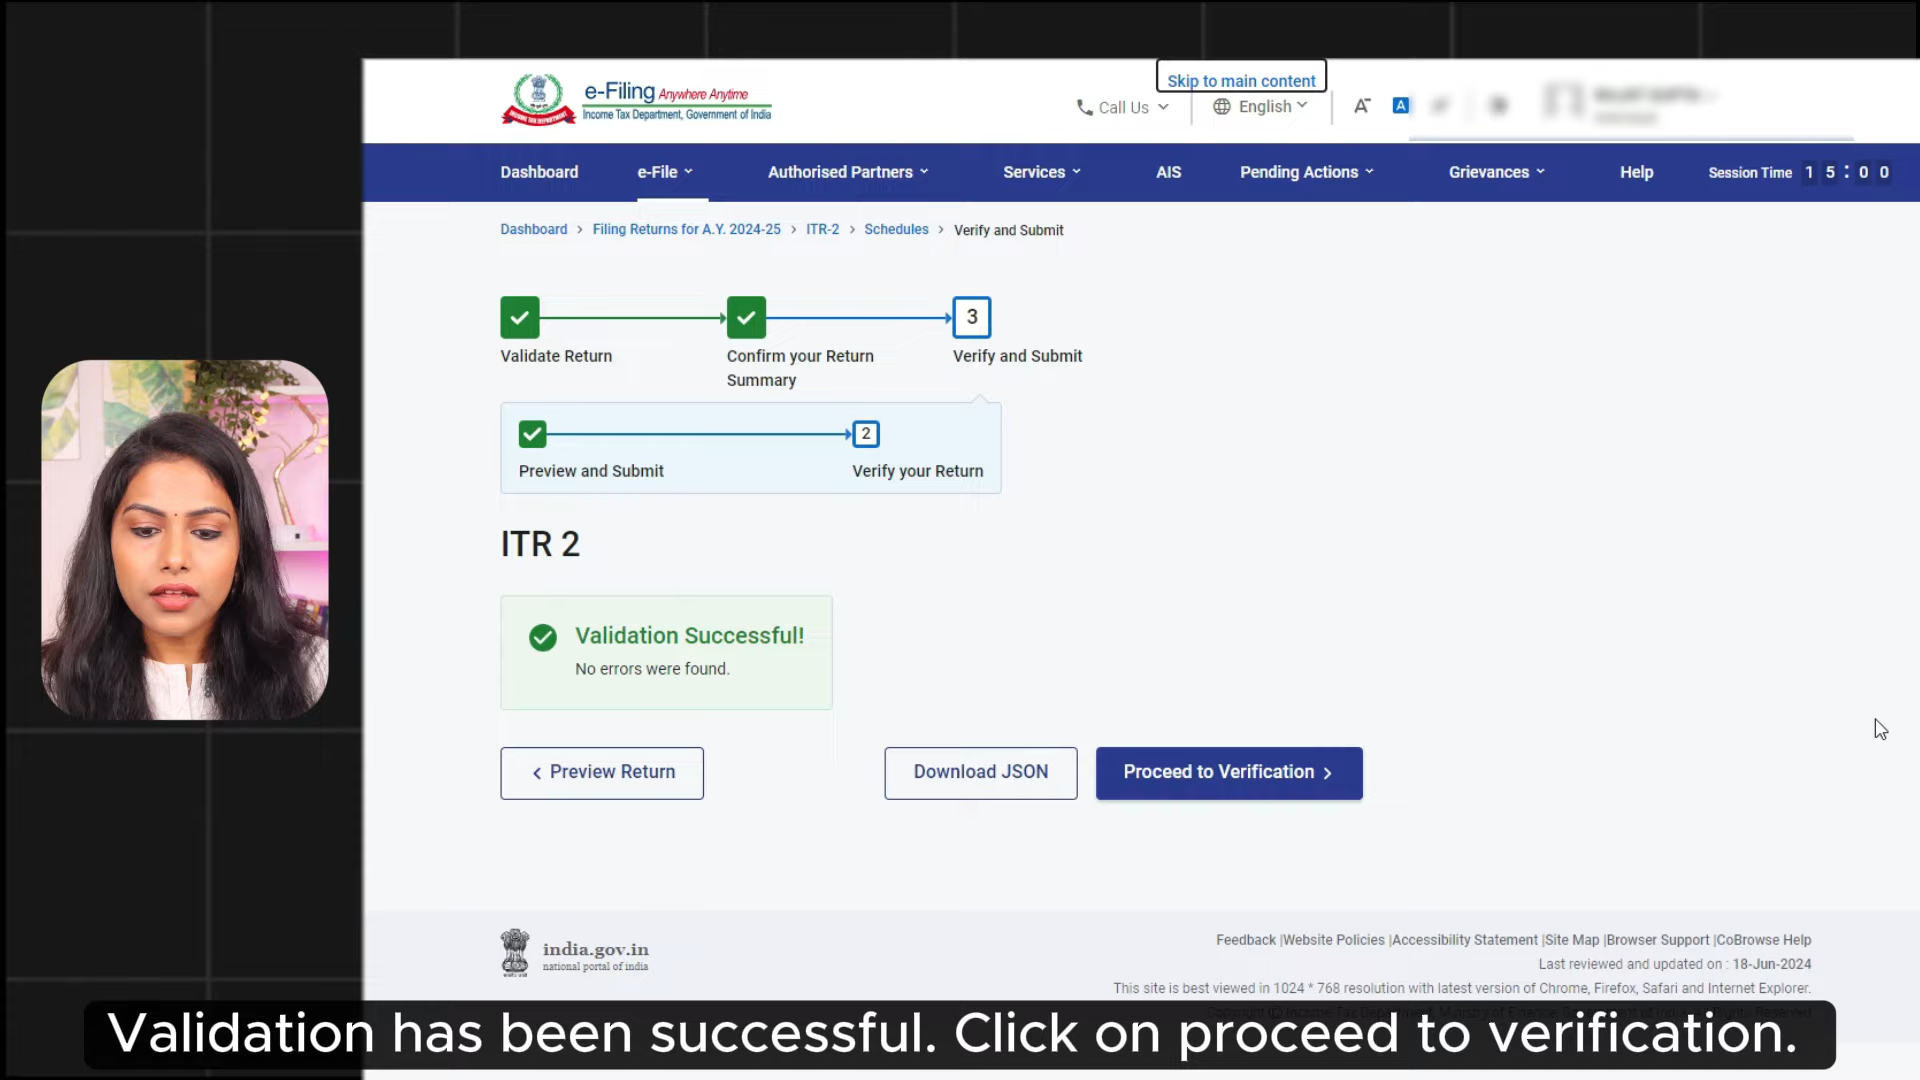 Skip to main content
e-Filing Anywhere Anytime
Income Tax Department, Government of India
INCOME TAX DEPARTMENT
Call Us
English
A-
A
Dashboard e-File Authorised Partners Services AIS Pending Actions Grievances Help Session Time 1 5 : 0 0
Dashboard > Filing Returns for A.Y. 2024-25 > ITR-2 > Schedules > Verify and Submit
3
Validate Return
Confirm your Return Summary
Verify and Submit
2
Preview and Submit
Verify your Return
ITR 2
Validation Successful!
No errors were found.
< Preview Return
Download JSON
Proceed to Verification >
india.gov.in
national portal of india
Feedback |Website Policies |Accessibility Statement |Site Map |Browser Support |CoBrowse Help
Last reviewed and updated on : 18-Jun-2024
This site is best viewed in 1024 * 768 resolution with latest version of Chrome, Firefox, Safari and Internet Explorer.
Validation has been successful. Click on proceed to verification.